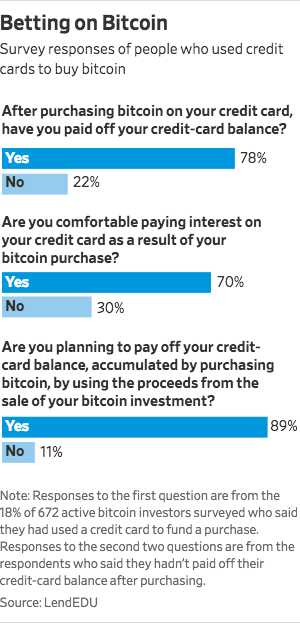 Betting on Bitcoin
Survey responses of people who used credit
cards to buy bitcoin
After purchasing bitcoin on your credit card,
have you paid off your credit-card balance?
Yes 78%
No 22%
Are you comfortable paying interest on
your credit card as a result of your
bitcoin purchase?
Yes 70%
No 30%
Are you planning to pay off your credit-
card balance, accumulated by purchasing
bitcoin, by using the proceeds from the
sale of your bitcoin investment?
Yes 89%
No 11%
Note: Responses to the first question are from the
18% of 672 active bitcoin investors surveyed who said
they had used a credit card to fund a purchase.
Responses to the second two questions are from the
respondents who said they hadn't paid off their
credit-card balance after purchasing.
Source: LendEDU